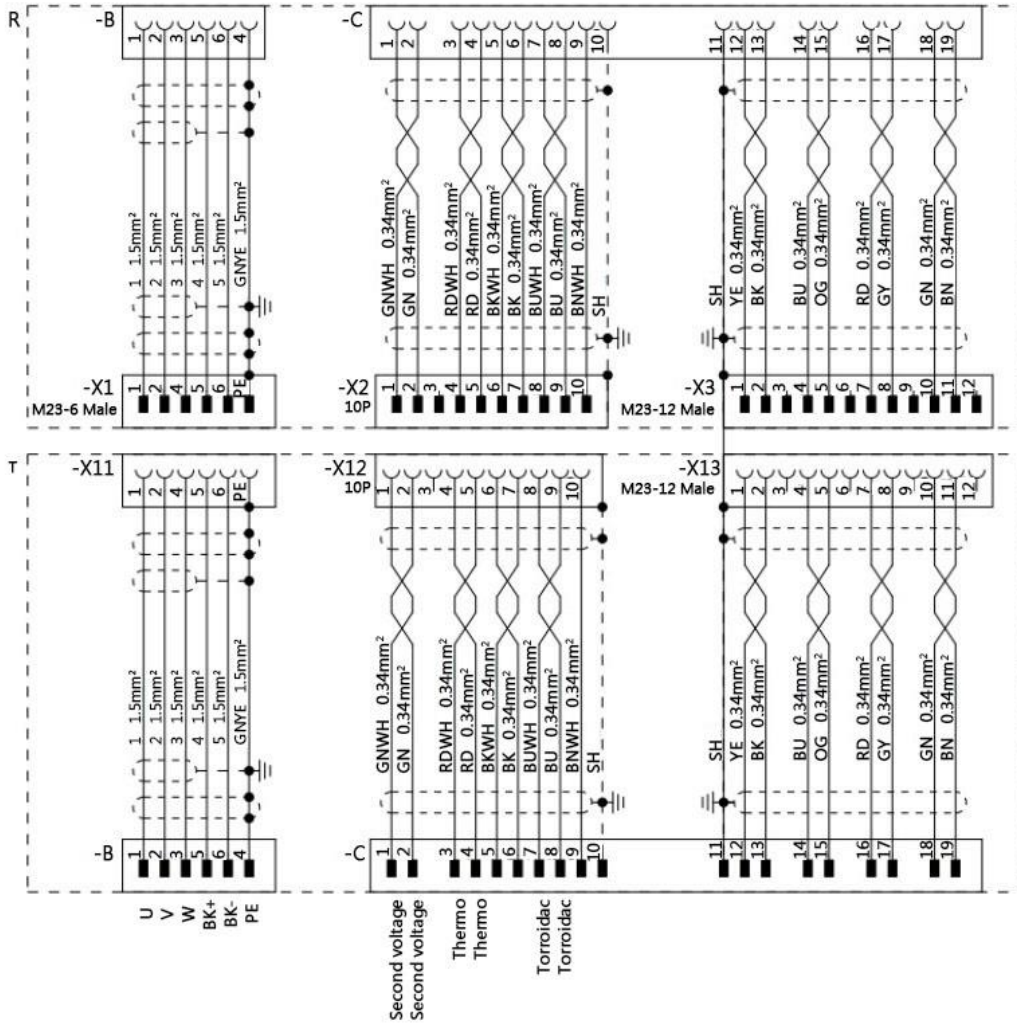 R
-B
1 2 3 5 6 4
-C
1 2 3 4 5 6 7 8 9 10
11 12 13 14 15 16 17 18 19
1 1.5mm²
2 1.5mm²
3 1.5mm²
4 1.5mm²
5 1.5mm²
GNYE 1.5mm²
GNWH 0.34mm²
GN 0.34mm²
RDWH 0.34mm²
RD 0.34mm²
BKWH 0.34mm²
BK 0.34mm²
BUWH 0.34mm²
BU 0.34mm²
BNWH 0.34mm²
SH
SH
YE 0.34mm²
BK 0.34mm²
BU 0.34mm²
OG 0.34mm²
RD 0.34mm²
GY 0.34mm²
GN 0.34mm²
BN 0.34mm²
-X1
M23-6 Male
1 2 4 5 6 PE
-X2
10P
1 2 3 4 5 6 7 8 9 10
-X3
M23-12 Male
1 2 3 4 5 6 7 8 9 10 11 12
T
-X11
1 2 4 5 6 PE
-X12
10P
1 2 3 4 5 6 7 8 9 10
-X13
M23-12 Male
1 2 3 4 5 6 7 8 9 10 11 12
1 1.5mm²
2 1.5mm²
3 1.5mm²
4 1.5mm²
5 1.5mm²
GNYE 1.5mm²
GNWH 0.34mm²
GN 0.34mm²
RDWH 0.34mm²
RD 0.34mm²
BKWH 0.34mm²
BK 0.34mm²
BUWH 0.34mm²
BU 0.34mm²
BNWH 0.34mm²
SH
SH
YE 0.34mm²
BK 0.34mm²
BU 0.34mm²
OG 0.34mm²
RD 0.34mm²
GY 0.34mm²
GN 0.34mm²
BN 0.34mm²
-B
1 2 3 5 6 4
-C
1 2 3 4 5 6 7 8 9 10
11 12 13 14 15 16 17 18 19
U
V
W
BK+
BK-
PE
Second voltage
Second voltage
Thermo
Thermo
Torroidac
Torroidac